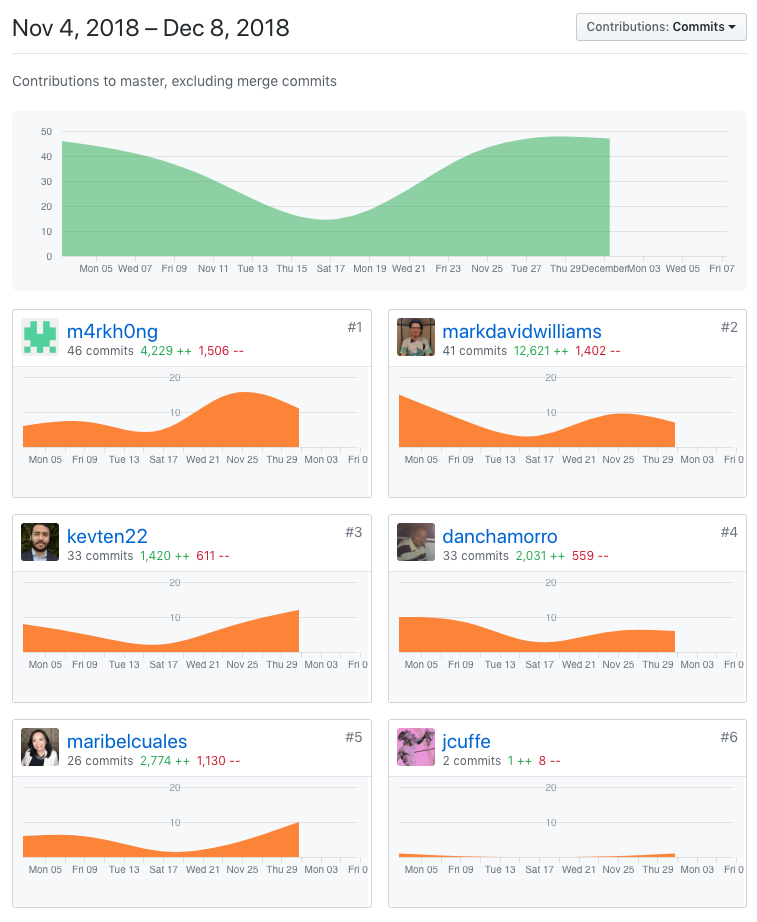 Nov 4, 2018 – Dec 8, 2018
Contributions: Commits
Contributions to master, excluding merge commits
50
40
30
20
10
0
Mon 05 Wed 07 Fri 09 Nov 11 Tue 13 Thu 15 Sat 17 Mon 19 Wed 21 Fri 23 Nov 25 Tue 27 Thu 29 December Mon 03 Wed 05 Fri 07
m4rkh0ng #1
46 commits 4,229 ++ 1,506 --
20
10
Mon 05 Fri 09 Tue 13 Sat 17 Wed 21 Nov 25 Thu 29 Mon 03 Fri 0
markdavidwilliams #2
41 commits 12,621 ++ 1,402 --
20
10
Mon 05 Fri 09 Tue 13 Sat 17 Wed 21 Nov 25 Thu 29 Mon 03 Fri 0
kevten22 #3
33 commits 1,420 ++ 611 --
20
10
Mon 05 Fri 09 Tue 13 Sat 17 Wed 21 Nov 25 Thu 29 Mon 03 Fri 0
danchamorro #4
33 commits 2,031 ++ 559 --
20
10
Mon 05 Fri 09 Tue 13 Sat 17 Wed 21 Nov 25 Thu 29 Mon 03 Fri 0
maribelcuales #5
26 commits 2,774 ++ 1,130 --
20
10
Mon 05 Fri 09 Tue 13 Sat 17 Wed 21 Nov 25 Thu 29 Mon 03 Fri 0
jcuffe #6
2 commits 1 ++ 8 --
20
10
Mon 05 Fri 09 Tue 13 Sat 17 Wed 21 Nov 25 Thu 29 Mon 03 Fri 0